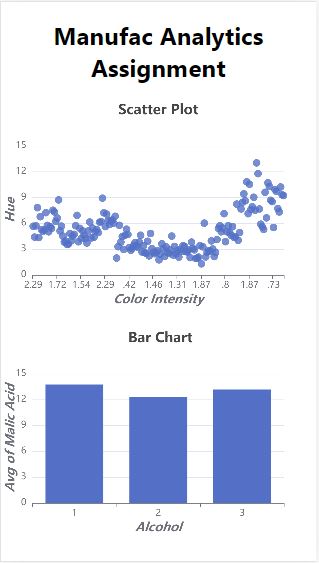 Manufac Analytics
Assignment
Scatter Plot
15
12
9
6
3
0
Hue
2.29 1.72 1.54 2.29 .42 1.46 1.31 1.87 .8 1.87 .73
Color Intensity
Bar Chart
15
12
9
6
3
0
Avg of Malic Acid
1 2 3
Alcohol